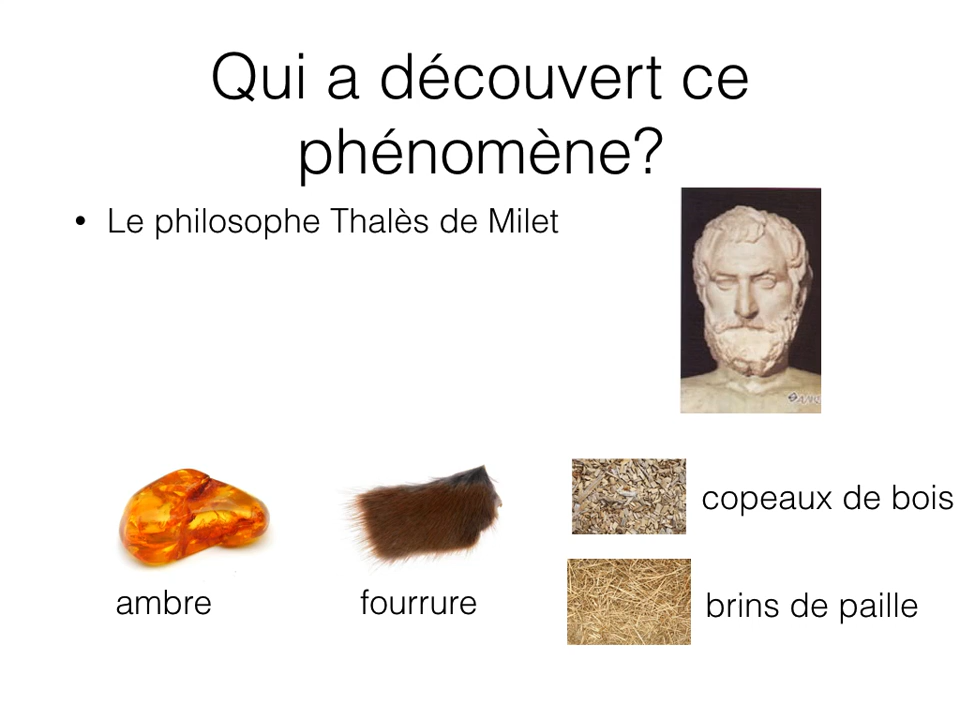 Qui a découvert ce
phénomène?
• Le philosophe Thalès de Milet
copeaux de bois
ambre
fourrure
brins de paille